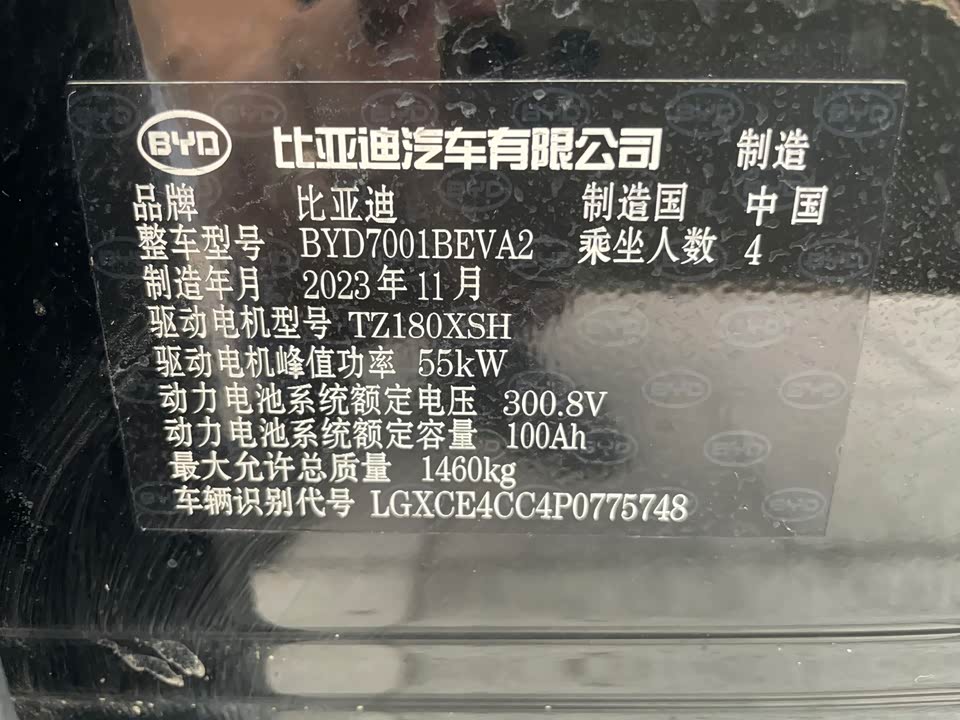 BYD 比亚迪汽车有限公司 制造
品牌 比亚迪 制造国 中国
整车型号 BYD7001BEVA2 乘坐人数 4
制造年月 2023年11月
驱动电机型号 TZ180XSH
驱动电机峰值功率 55kW
动力电池系统额定电压 300.8V
动力电池系统额定容量 100Ah
最大允许总质量 1460kg
车辆识别代号 LGXCE4CC4P0775748